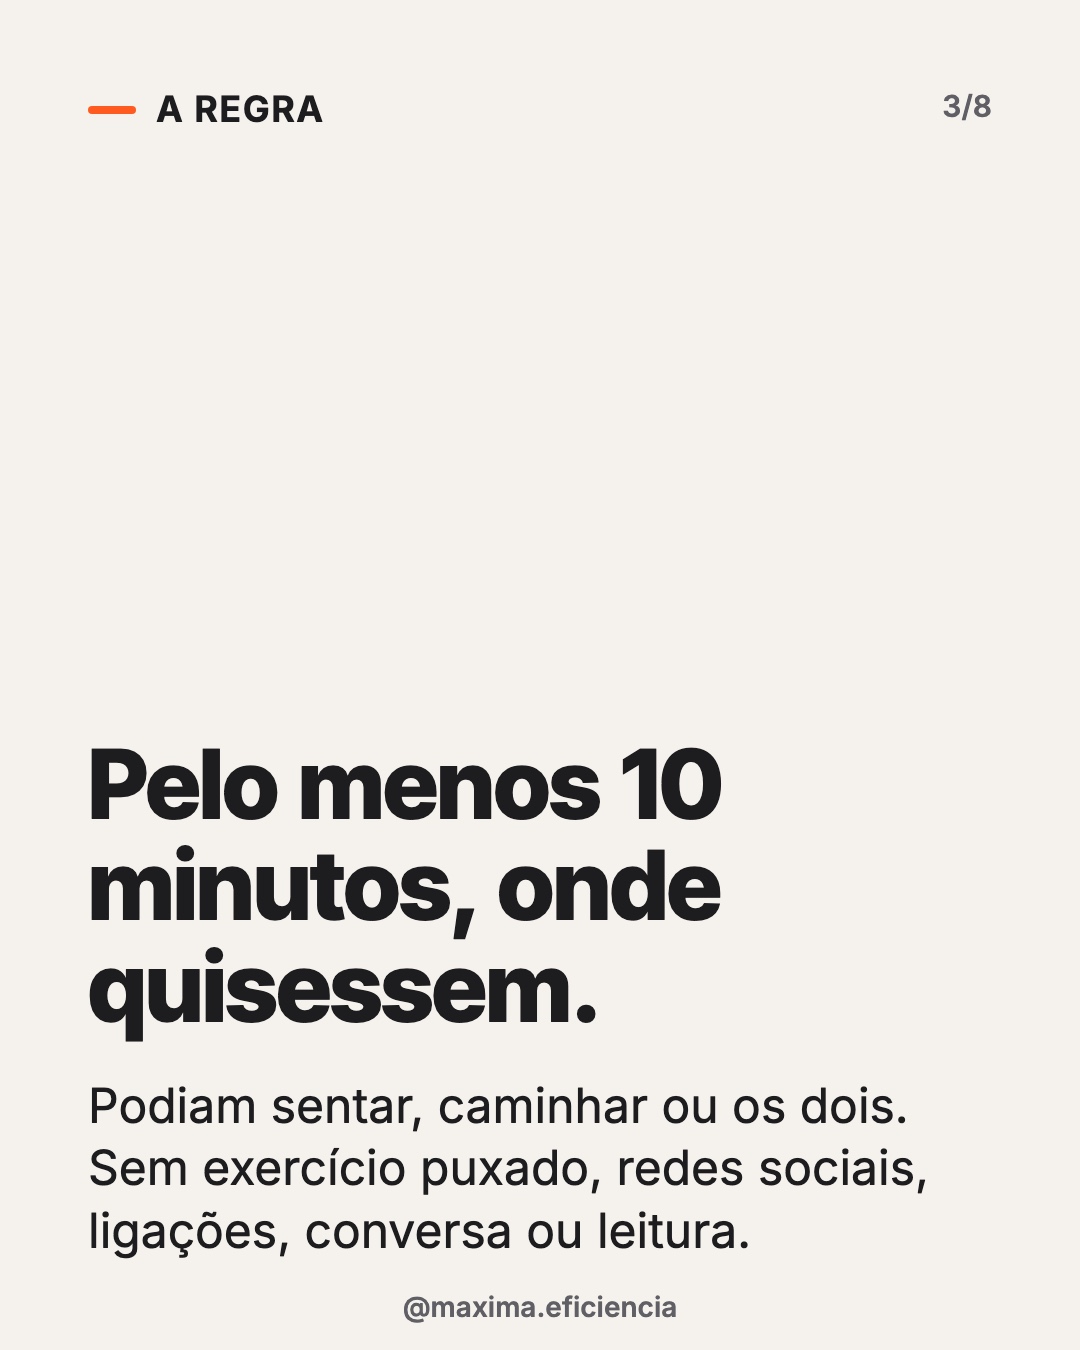 A REGRA
3/8
Pelo menos 10
minutos, onde
quisessem.
Podiam sentar, caminhar ou os dois.
Sem exercício puxado, redes sociais,
ligações, conversa ou leitura.
@maxima.eficiencia